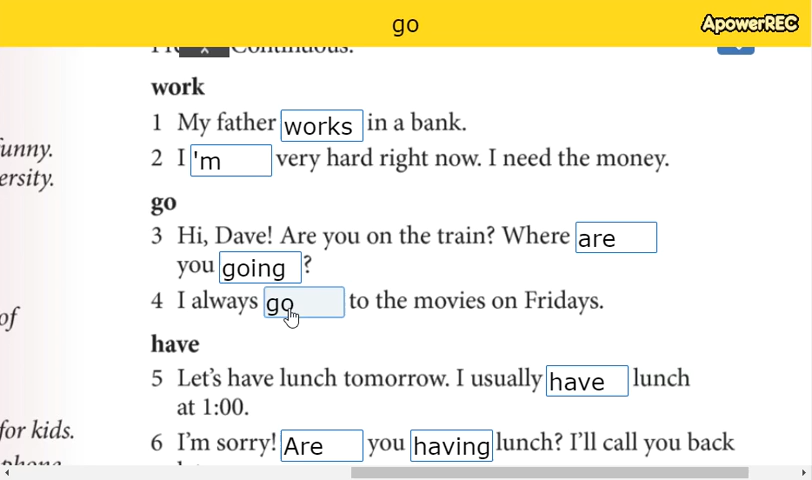 go
ApowerREC
Continuous.
work
1 My father works in a bank.
2 I 'm very hard right now. I need the money.
funny.
ersity.
go
3 Hi, Dave! Are you on the train? Where are
you going ?
4 I always go to the movies on Fridays.
of
have
5 Let's have lunch tomorrow. I usually have lunch
at 1:00.
for kids.
6 I'm sorry! Are you having lunch? I'll call you back